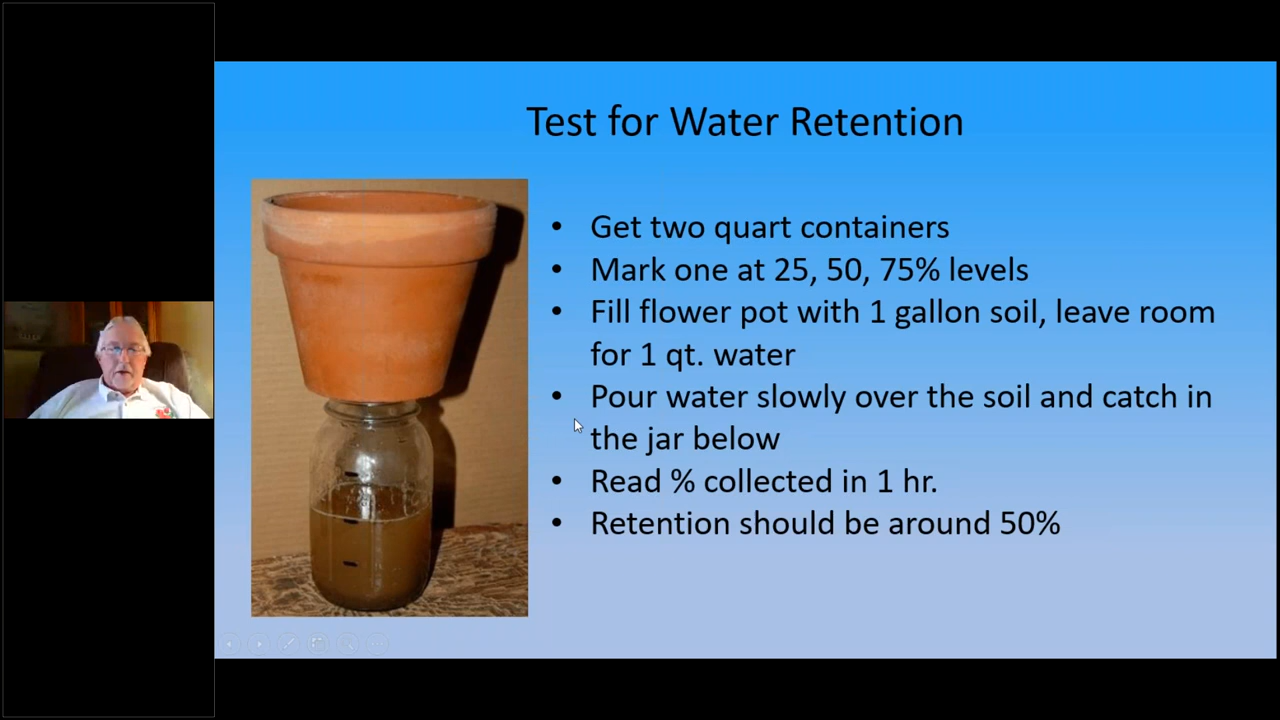 Test for Water Retention
• Get two quart containers
• Mark one at 25, 50, 75% levels
• Fill flower pot with 1 gallon soil, leave room
for 1 qt. water
• Pour water slowly over the soil and catch in
the jar below
• Read % collected in 1 hr.
• Retention should be around 50%